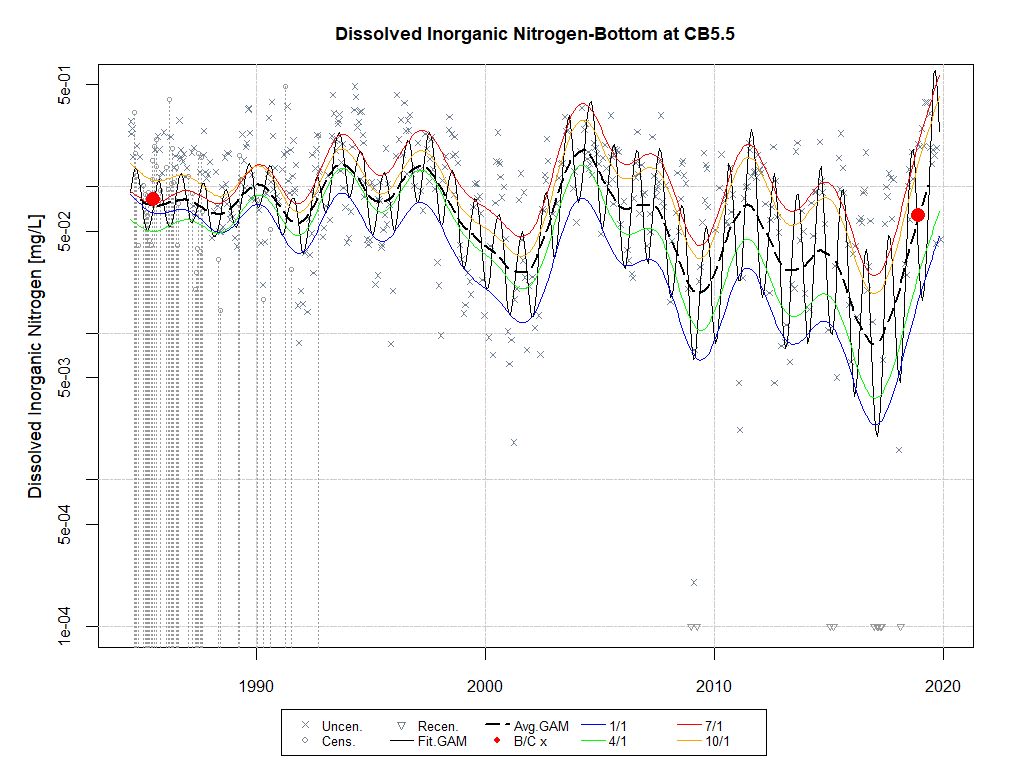 Dissolved Inorganic Nitrogen-Bottom at CB5.5
Dissolved Inorganic Nitrogen [mg/L]
5e-01
5e-02
5e-03
5e-04
1e-04
1990 2000 2010 2020
Uncen. Recen. Avg.GAM 1/1 7/1
Cens. Fit.GAM B/C x 4/1 10/1